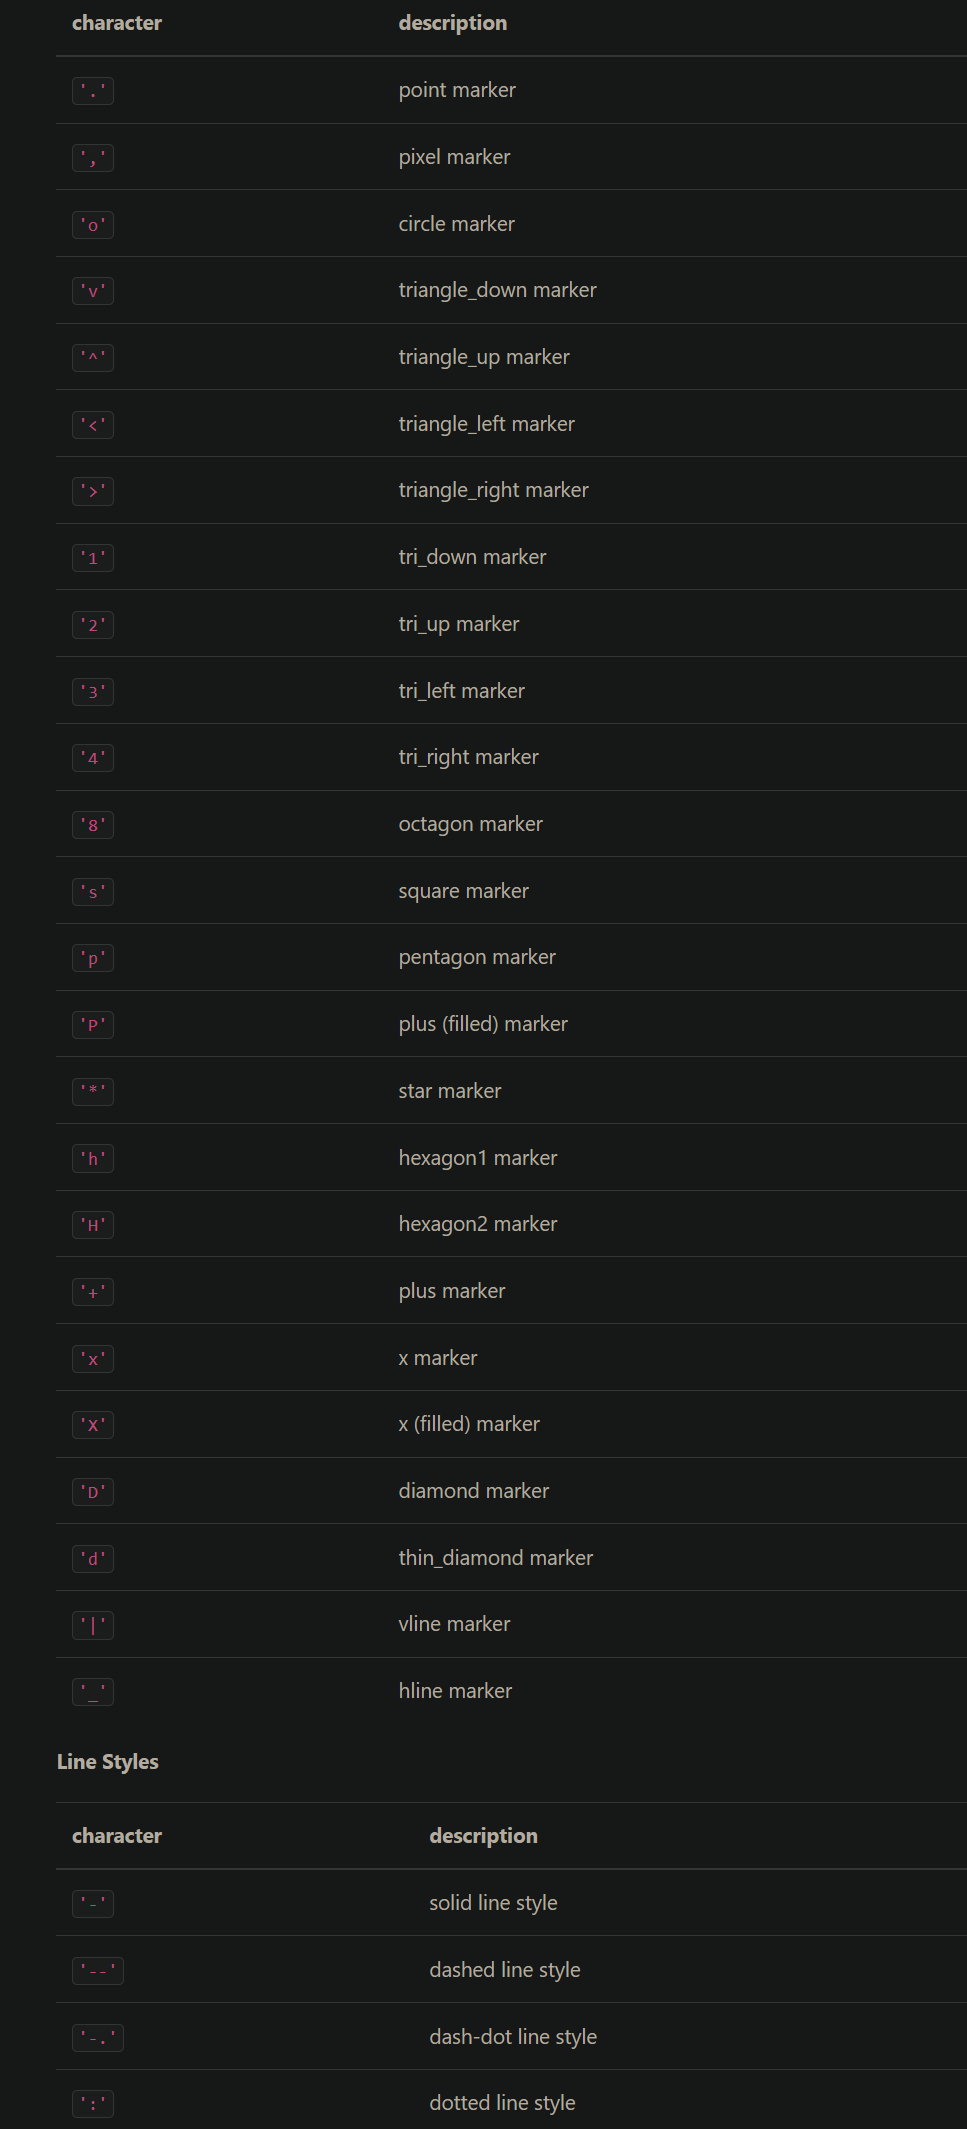 character description
'.' point marker
',' pixel marker
'o' circle marker
'v' triangle_down marker
'^' triangle_up marker
'<' triangle_left marker
'>' triangle_right marker
'1' tri_down marker
'2' tri_up marker
'3' tri_left marker
'4' tri_right marker
'8' octagon marker
's' square marker
'p' pentagon marker
'P' plus (filled) marker
'*' star marker
'h' hexagon1 marker
'H' hexagon2 marker
'+' plus marker
'x' x marker
'X' x (filled) marker
'D' diamond marker
'd' thin_diamond marker
'|' vline marker
'_' hline marker
Line Styles
character description
'-' solid line style
'--' dashed line style
'-.' dash-dot line style
':' dotted line style